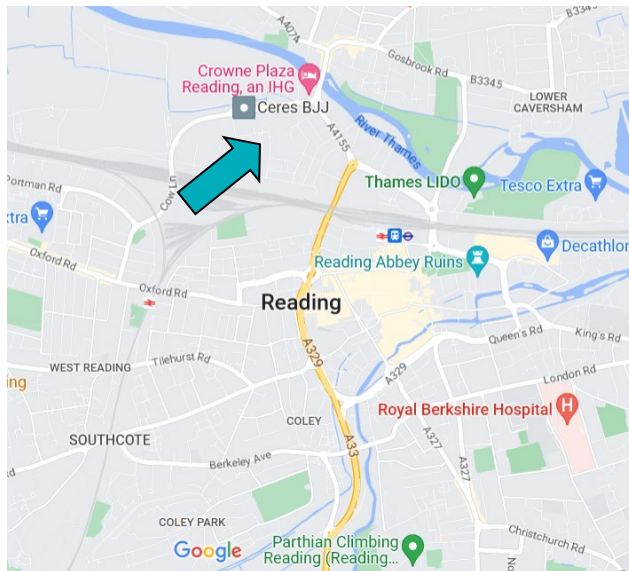 A4074
B3345
Gosbrook Rd
B3345
Crowne Plaza
Reading, an IHG
Ceres BJJ
LOWER
CAVERSHAM
A4155
River Thames
Thames LIDO
Tesco Extra
Portman Rd
Cow Ln
xtra
Decathlon
Oxford Rd
Reading Abbey Ruins
Oxford Rd
Reading
Queen's Rd
King's Rd
A329
WEST READING
Tilehurst Rd
A329
London Rd
ing
Royal Berkshire Hospital
H
COLEY
SOUTHCOTE
A33
A327
Berkeley Ave
A327
COLEY PARK
Christchurch Rd
Google
Parthian Climbing
Reading (Reading...
No